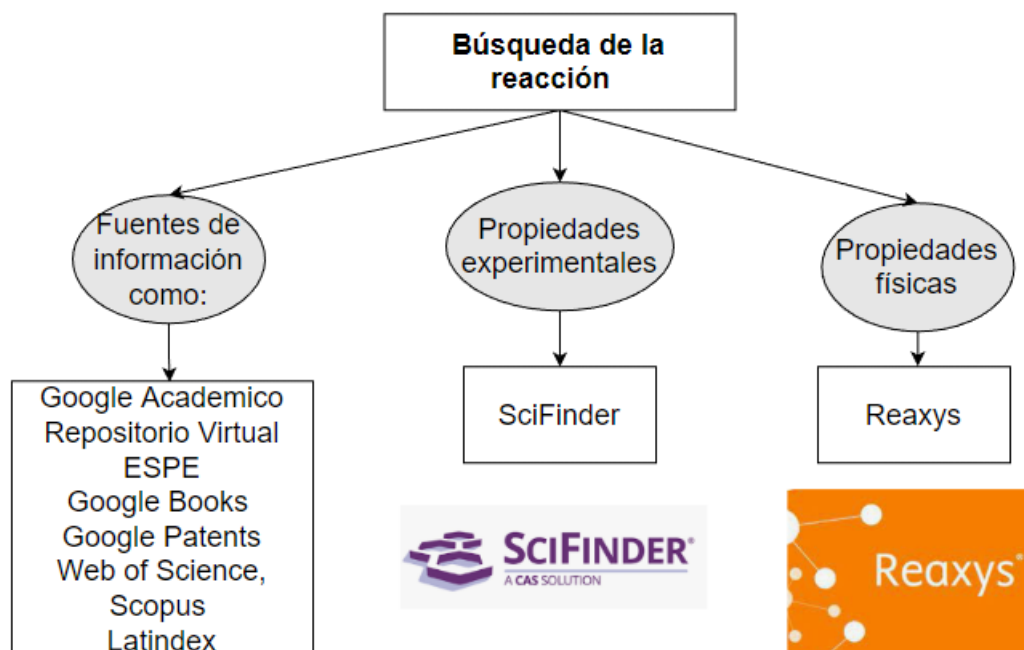 Búsqueda de la
reacción
Fuentes de
información
como:
Propiedades
experimentales
Propiedades
físicas
Google Academico
Repositorio Virtual
ESPE
Google Books
Google Patents
Web of Science,
Scopus
Latindex
SciFinder
Reaxys
SCIFINDER®
A CAS SOLUTION
Reaxys®